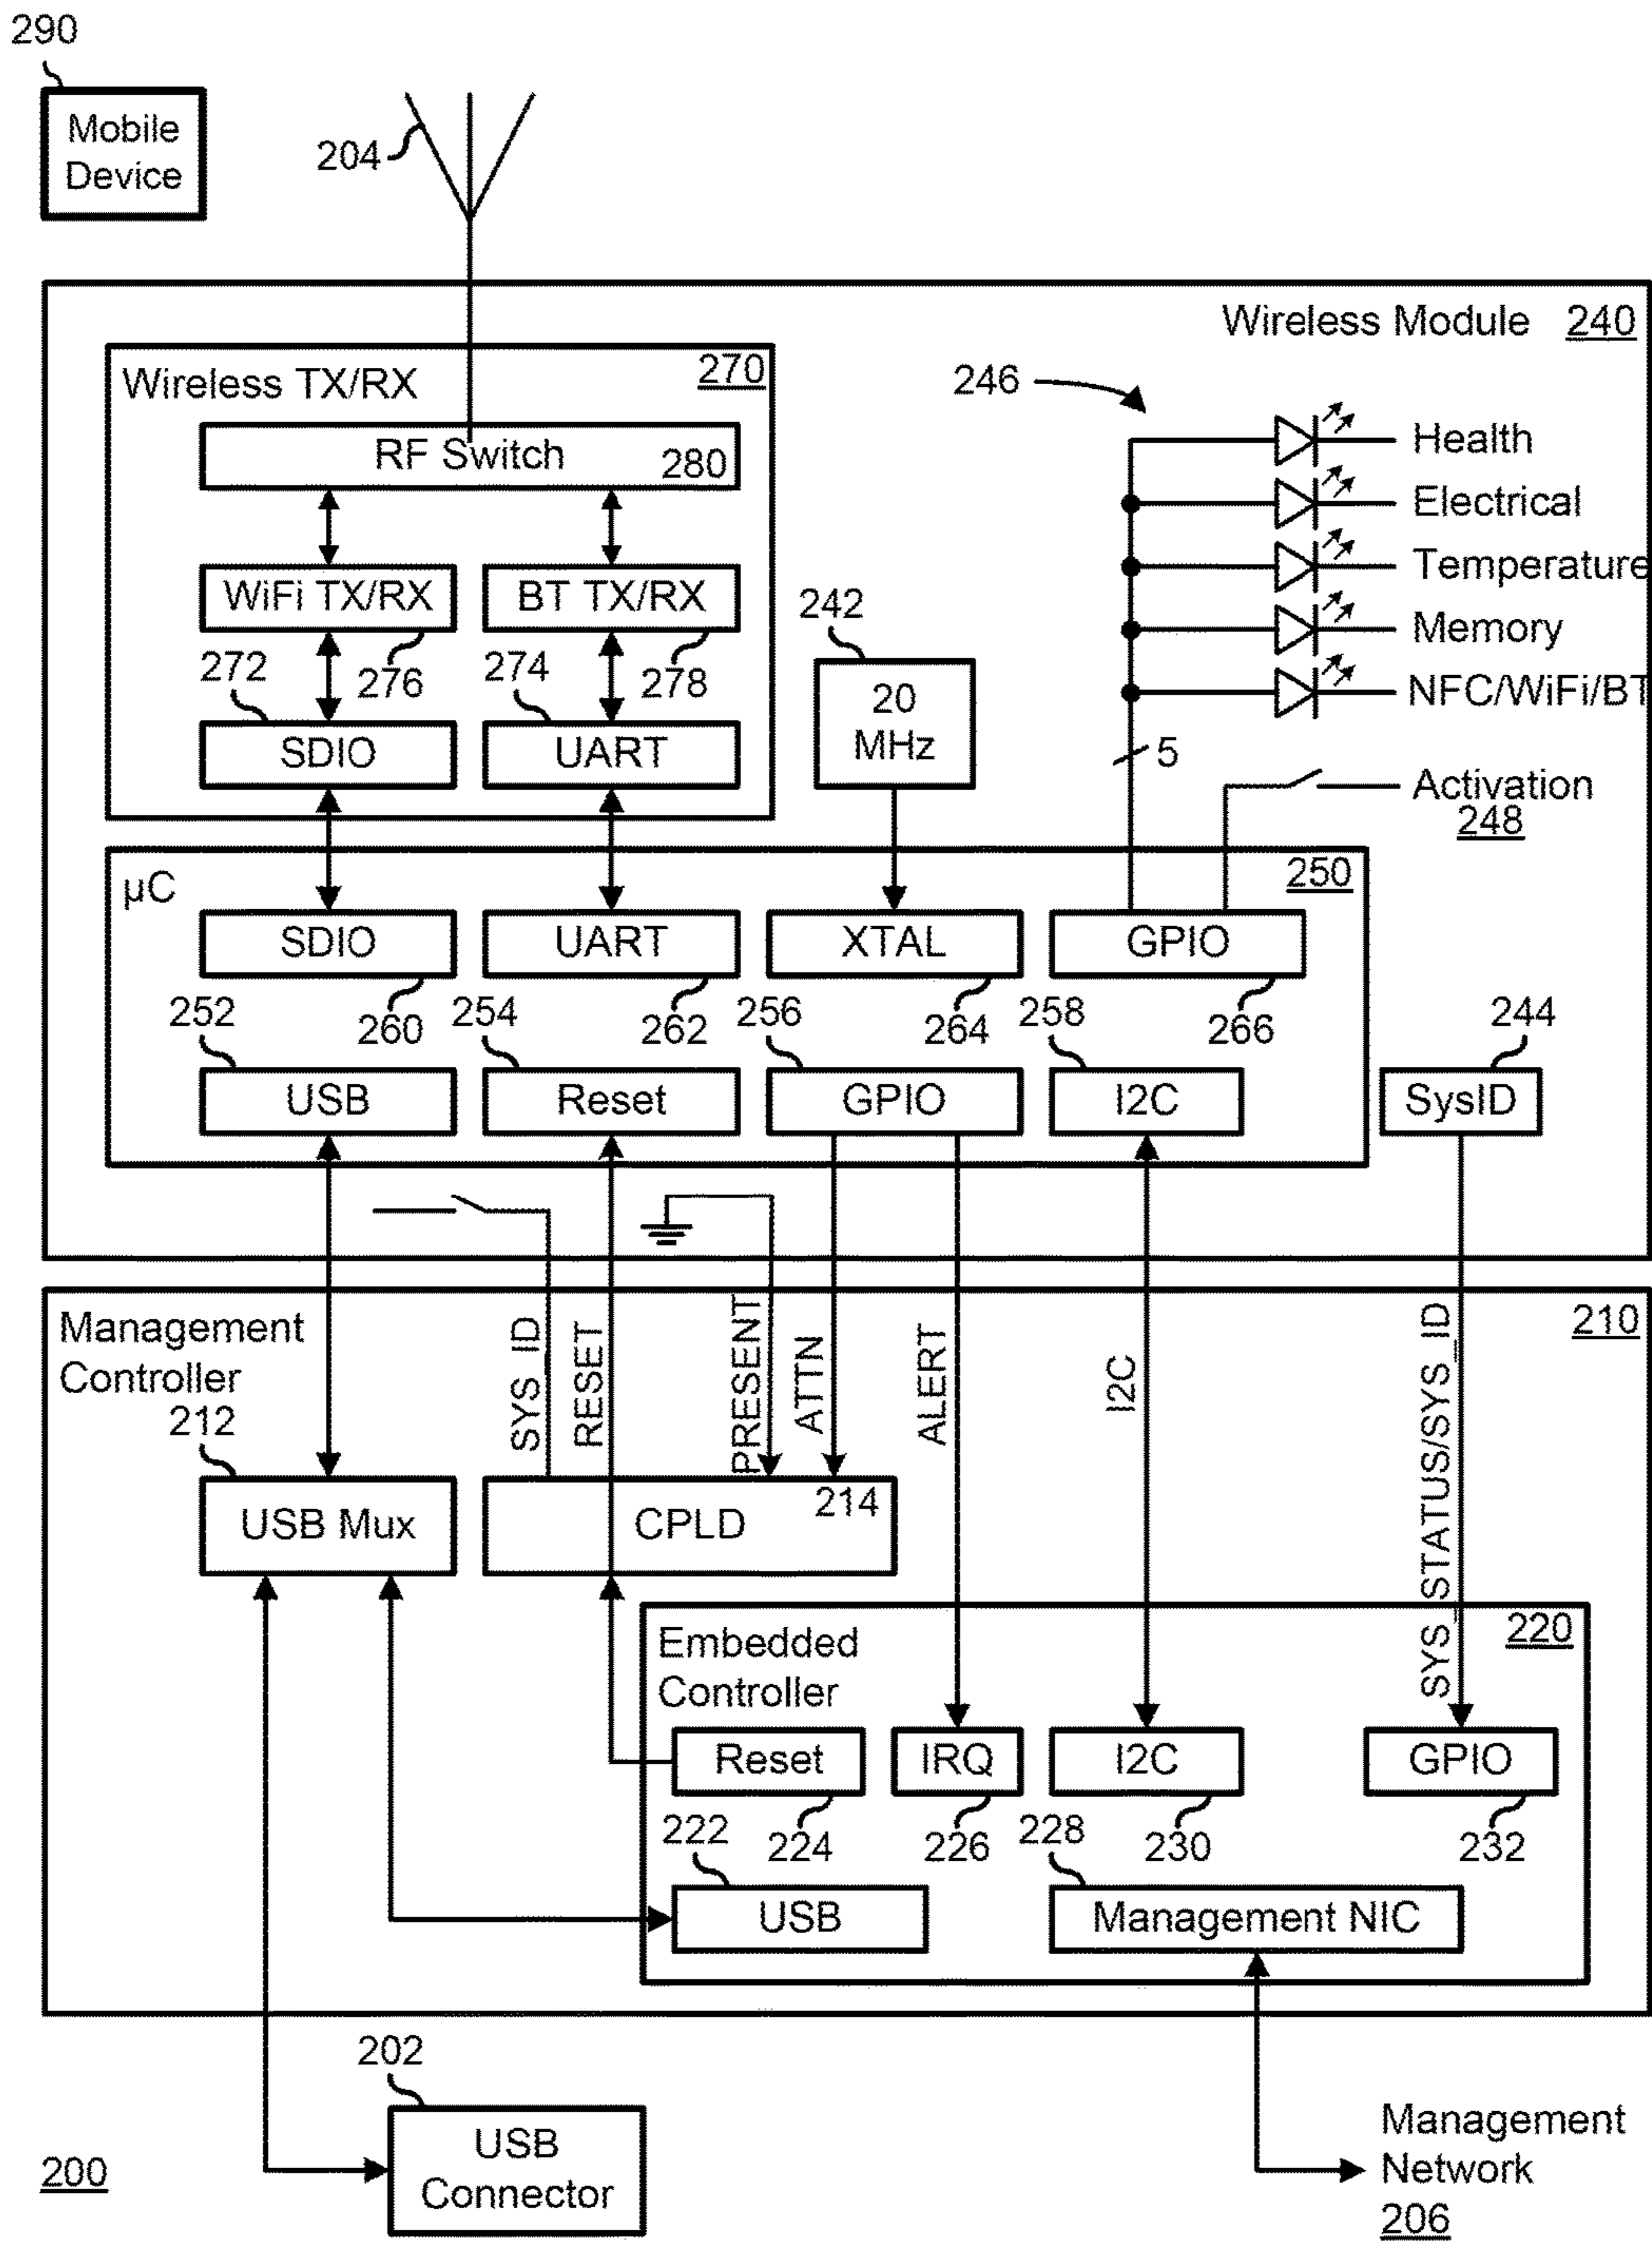 290
Mobile
Device
204
Wireless Module 240
Wireless TX/RX 270
246
RF Switch 280
Health
Electrical
Temperature
Memory
NFC/WiFi/BT
WiFi TX/RX
BT TX/RX
242
272
276
274
278
20
MHz
SDIO
UART
5
Activation
248
µC
250
SDIO
UART
XTAL
GPIO
252
260
254
262
256
264
258
266
244
USB
Reset
GPIO
I2C
SysID
Management
Controller
210
SYS_ID
RESET
PRESENT
ATTN
ALERT
I2C
SYS_STATUS/SYS_ID
212
USB Mux
CPLD
214
Embedded
Controller
220
Reset
IRQ
I2C
GPIO
222
224
226
228
230
232
USB
Management NIC
202
USB
Connector
200
Management
Network
206